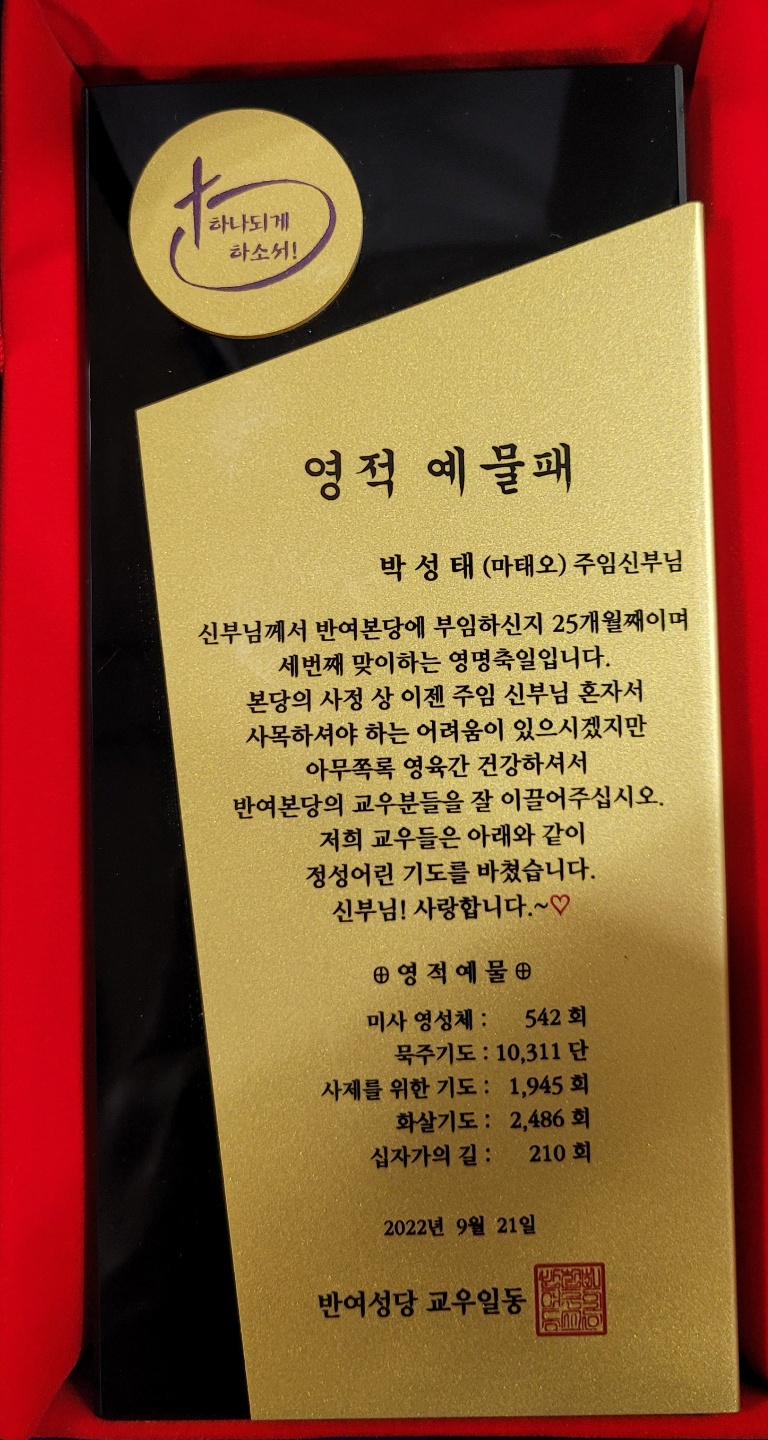 하나되게
하소서!
영적 예물패
박 성 태 (마태오) 주임신부님
신부님께서 반여본당에 부임하신지 25개월째이며
세번째 맞이하는 영명축일입니다.
본당의 사정 상 이젠 주임 신부님 혼자서
사목하셔야 하는 어려움이 있으시겠지만
아무쪽록 영육간 건강하셔서
반여본당의 교우분들을 잘 이끌어주십시오.
저희 교우들은 아래와 같이
정성어린 기도를 바쳤습니다.
신부님! 사랑합니다.~♡
⊕ 영 적 예 물 ⊕
미사 영성체 : 542 회
묵주기도 : 10,311 단
사제를 위한 기도 : 1,945 회
화살기도 : 2,486 회
십자가의 길 : 210 회
2022년 9월 21일
반여성당 교우일동